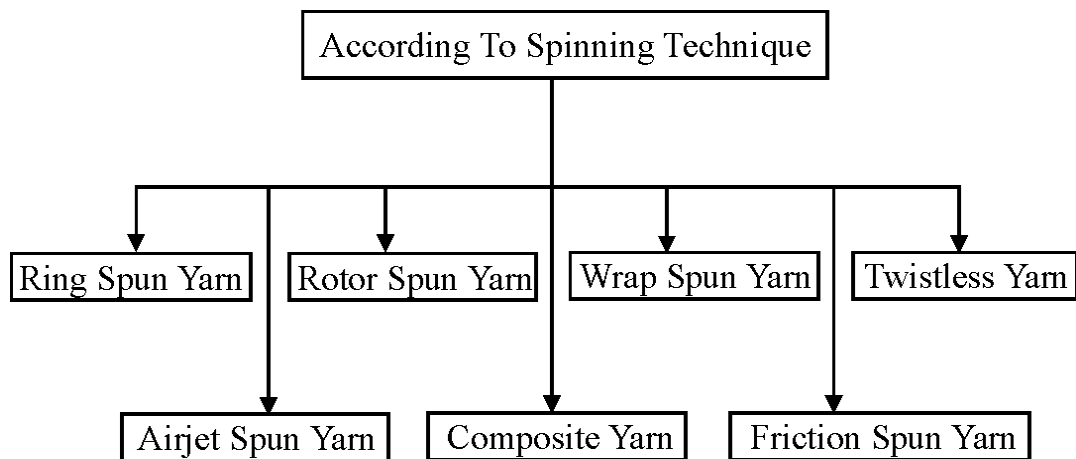 According To Spinning Technique
Ring Spun Yarn
Rotor Spun Yarn
Wrap Spun Yarn
Twistless Yarn
Airjet Spun Yarn
Composite Yarn
Friction Spun Yarn